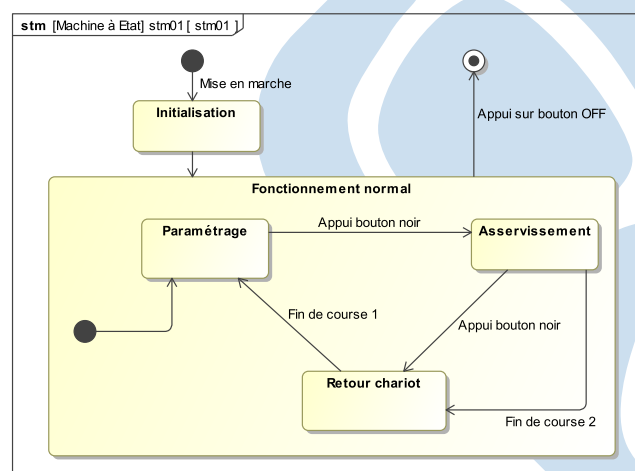 stm [Machine à Etat] stm01 [ stm01 ]
Mise en marche
Initialisation
Appui sur bouton OFF
Fonctionnement normal
Paramétrage
Appui bouton noir
Asservissement
Fin de course 1
Appui bouton noir
Retour chariot
Fin de course 2